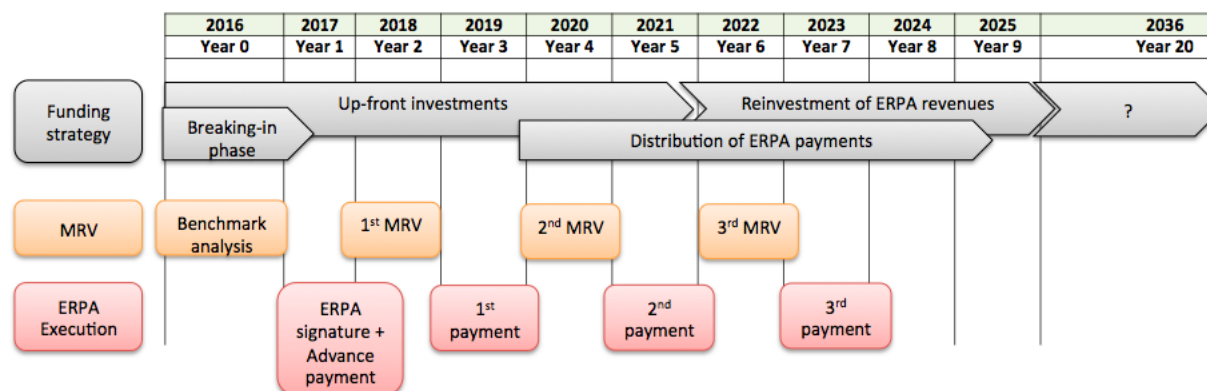 2016 2017 2018 2019 2020 2021 2022 2023 2024 2025 2036
Year 0 Year 1 Year 2 Year 3 Year 4 Year 5 Year 6 Year 7 Year 8 Year 9 Year 20
Funding
strategy
Up-front investments
Reinvestment of ERPA revenues
?
Breaking-in
phase
Distribution of ERPA payments
MRV
Benchmark
analysis
1st MRV
2nd MRV
3rd MRV
ERPA
Execution
ERPA
signature +
Advance
payment
1st
payment
2nd
payment
3rd
payment